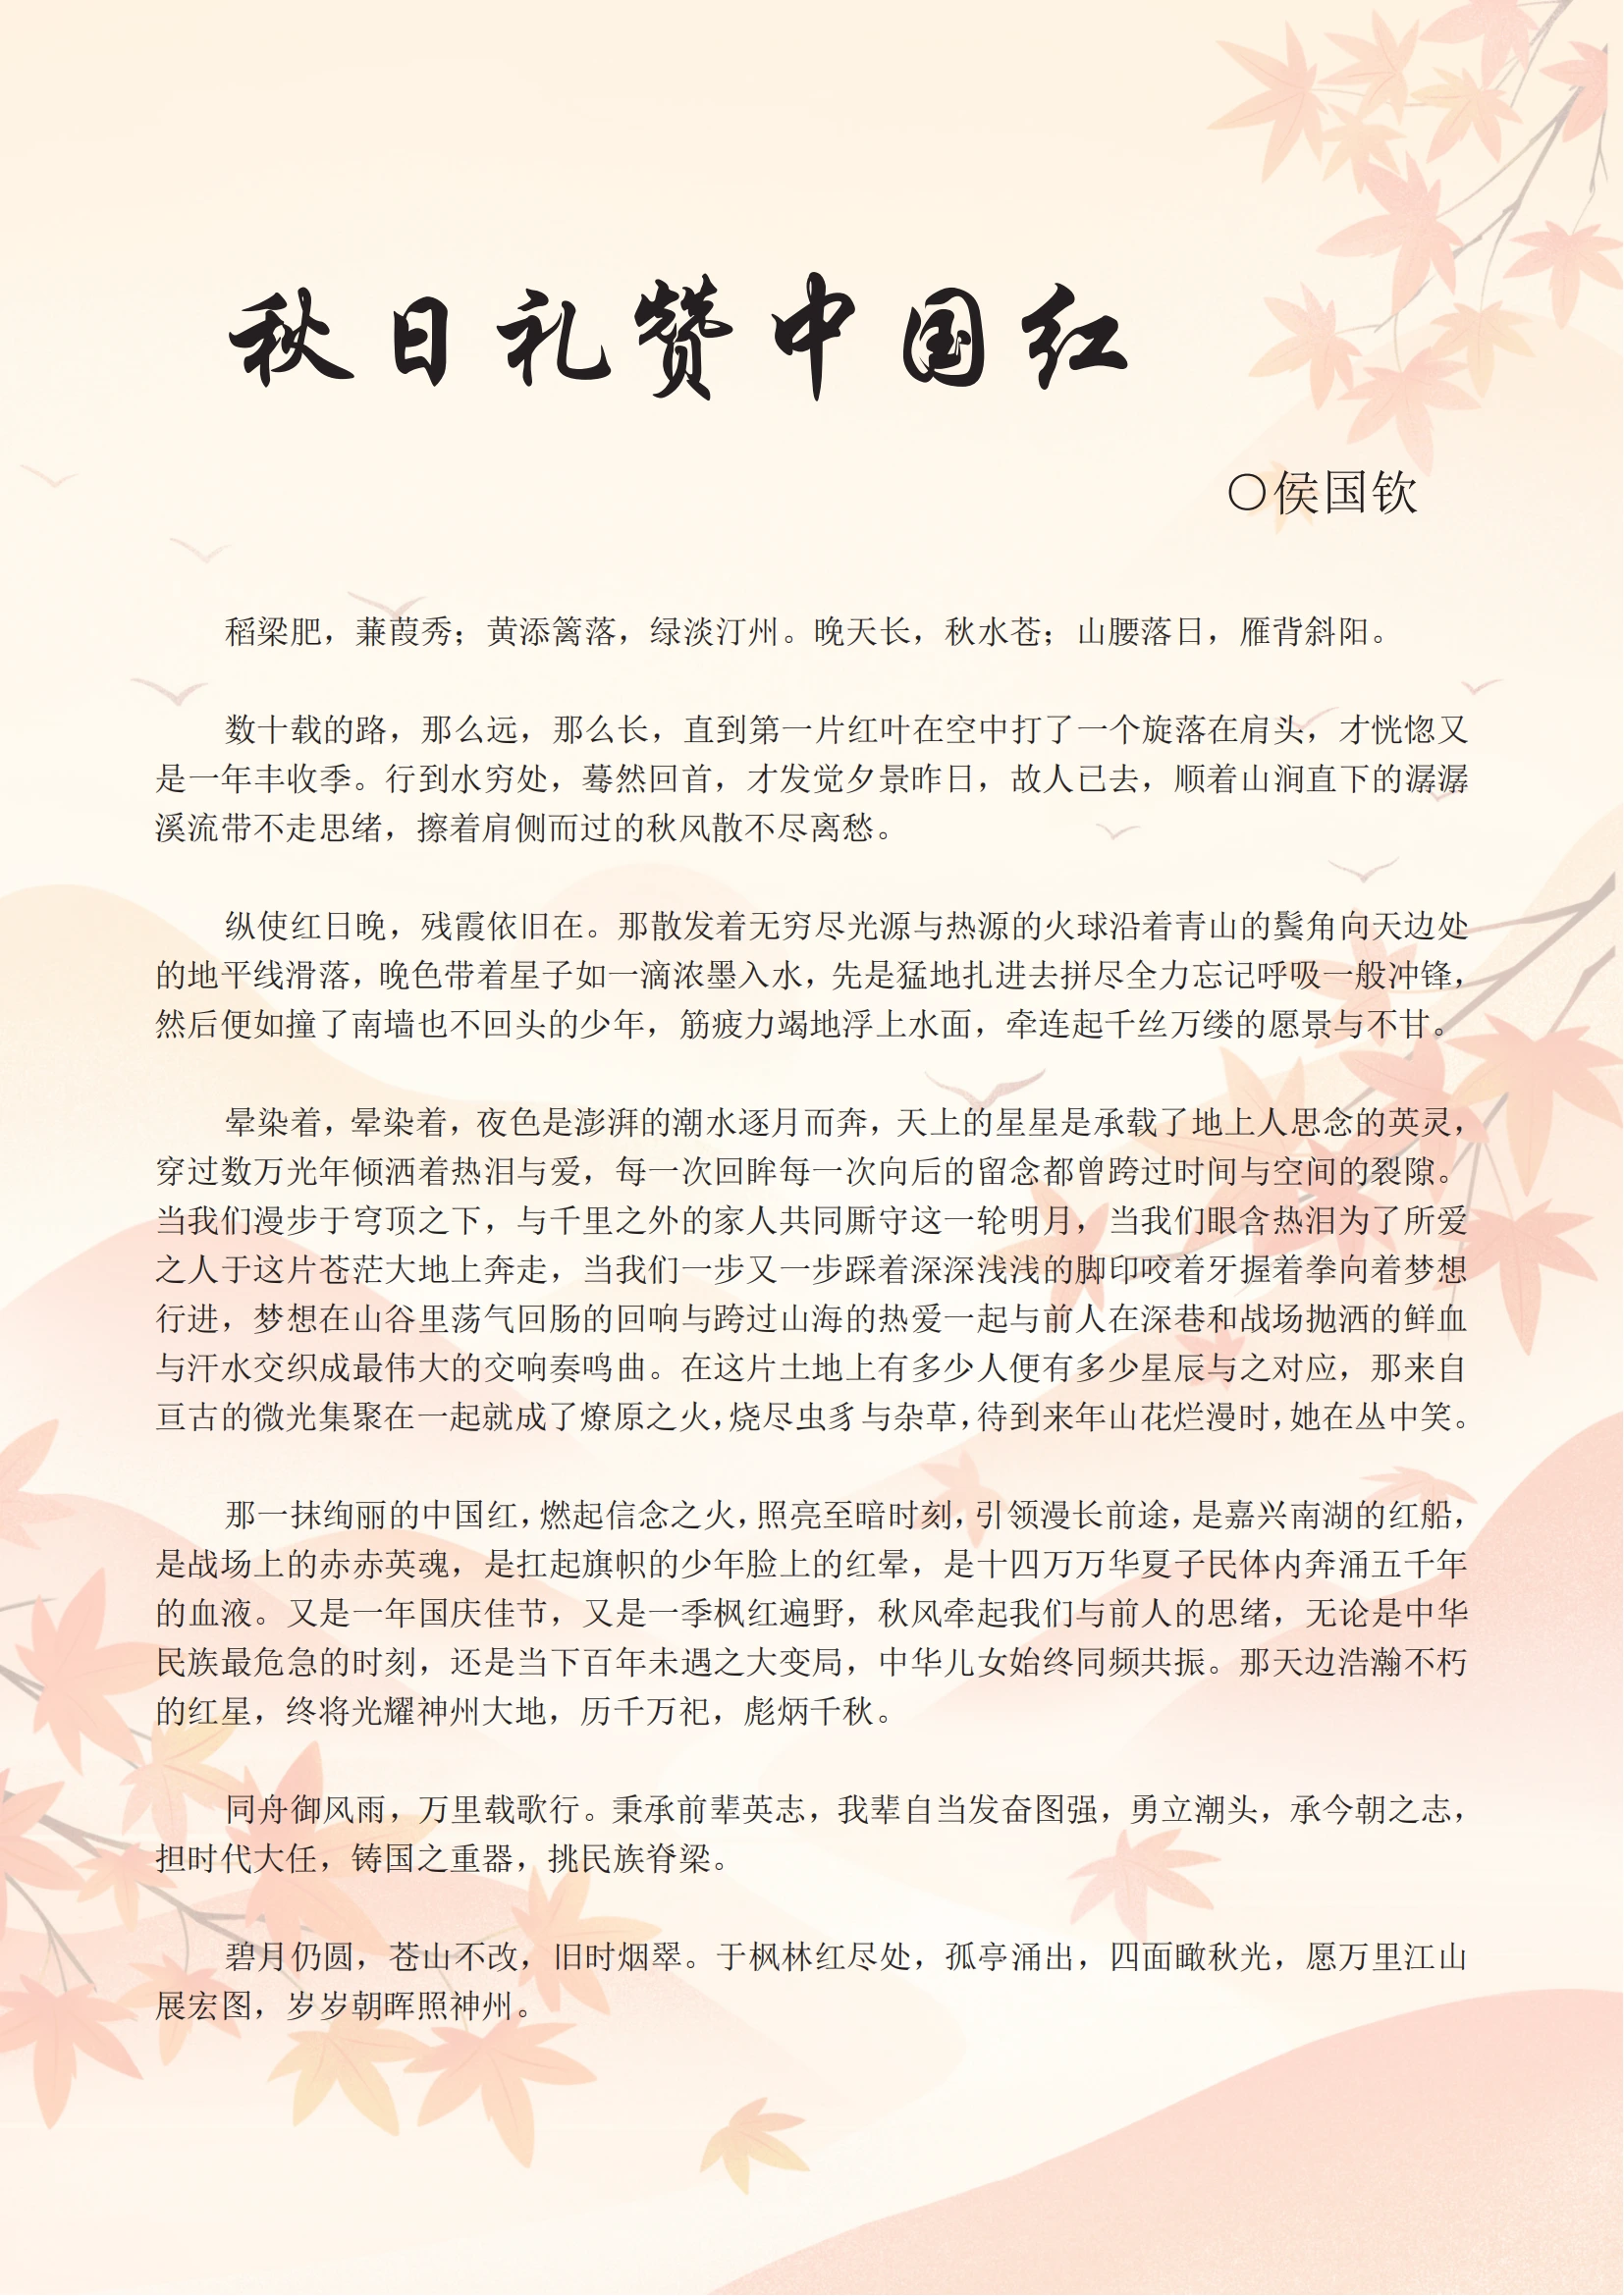 秋日礼赞中国红
〇侯国钦
稻梁肥，蒹葭秀；黄添篱落，绿淡汀州。晚天长，秋水苍；山腰落日，雁背斜阳。
数十载的路，那么远，那么长，直到第一片红叶在空中打了一个旋落在肩头，才恍惚又
是一年丰收季。行到水穷处，蓦然回首，才发觉夕景昨日，故人已去，顺着山涧直下的潺潺
溪流带不走思绪，擦着肩侧而过的秋风散不尽离愁。
纵使红日晚，残霞依旧在。那散发着无穷尽光源与热源的火球沿着青山的鬓角向天边处
的地平线滑落，晚色带着星子如一滴浓墨入水，先是猛地扎进去拼尽全力忘记呼吸一般冲锋，
然后便如撞了南墙也不回头的少年，筋疲力竭地浮上水面，牵连起千丝万缕的愿景与不甘。
晕染着，晕染着，夜色是澎湃的潮水逐月而奔，天上的星星是承载了地上人思念的英灵，
穿过数万光年倾洒着热泪与爱，每一次回眸每一次向后的留念都曾跨过时间与空间的裂隙。
当我们漫步于穹顶之下，与千里之外的家人共同厮守这一轮明月，当我们眼含热泪为了所爱
之人于这片苍茫大地上奔走，当我们一步又一步踩着深深浅浅的脚印咬着牙握着拳向着梦想
行进，梦想在山谷里荡气回肠的回响与跨过山海的热爱一起与前人在深巷和战场抛洒的鲜血
与汗水交织成最伟大的交响奏鸣曲。在这片土地上有多少人便有多少星辰与之对应，那来自
亘古的微光集聚在一起就成了燎原之火，烧尽虫豸与杂草，待到来年山花烂漫时，她在丛中笑。
那一抹绚丽的中国红，燃起信念之火，照亮至暗时刻，引领漫长前途，是嘉兴南湖的红船，
是战场上的赤赤英魂，是扛起旗帜的少年脸上的红晕，是十四万万华夏子民体内奔涌五千年
的血液。又是一年国庆佳节，又是一季枫红遍野，秋风牵起我们与前人的思绪，无论是中华
民族最危急的时刻，还是当下百年未遇之大变局，中华儿女始终同频共振。那天边浩瀚不朽
的红星，终将光耀神州大地，历千万祀，彪炳千秋。
同舟御风雨，万里载歌行。秉承前辈英志，我辈自当发奋图强，勇立潮头，承今朝之志，
担时代大任，铸国之重器，挑民族脊梁。
碧月仍圆，苍山不改，旧时烟翠。于枫林红尽处，孤亭涌出，四面瞰秋光，愿万里江山
展宏图，岁岁朝晖照神州。